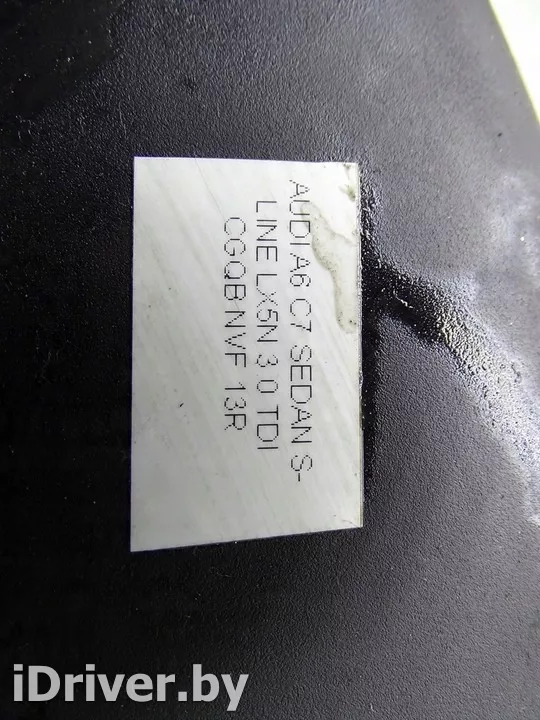 AUDI A6 C7 SEDAN S-
LINE LX5N 3.0 TDI
CGQB NVF 13R
iDriver.by